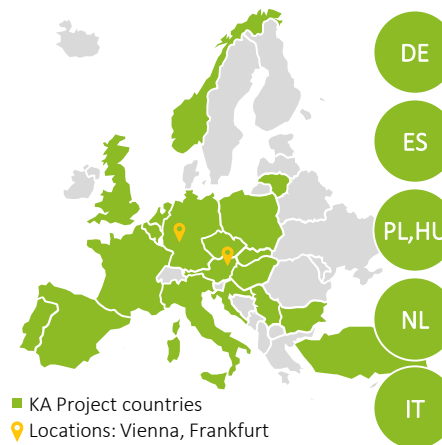 DE
ES
PL,HU
NL
IT
KA Project countries
Locations: Vienna, Frankfurt